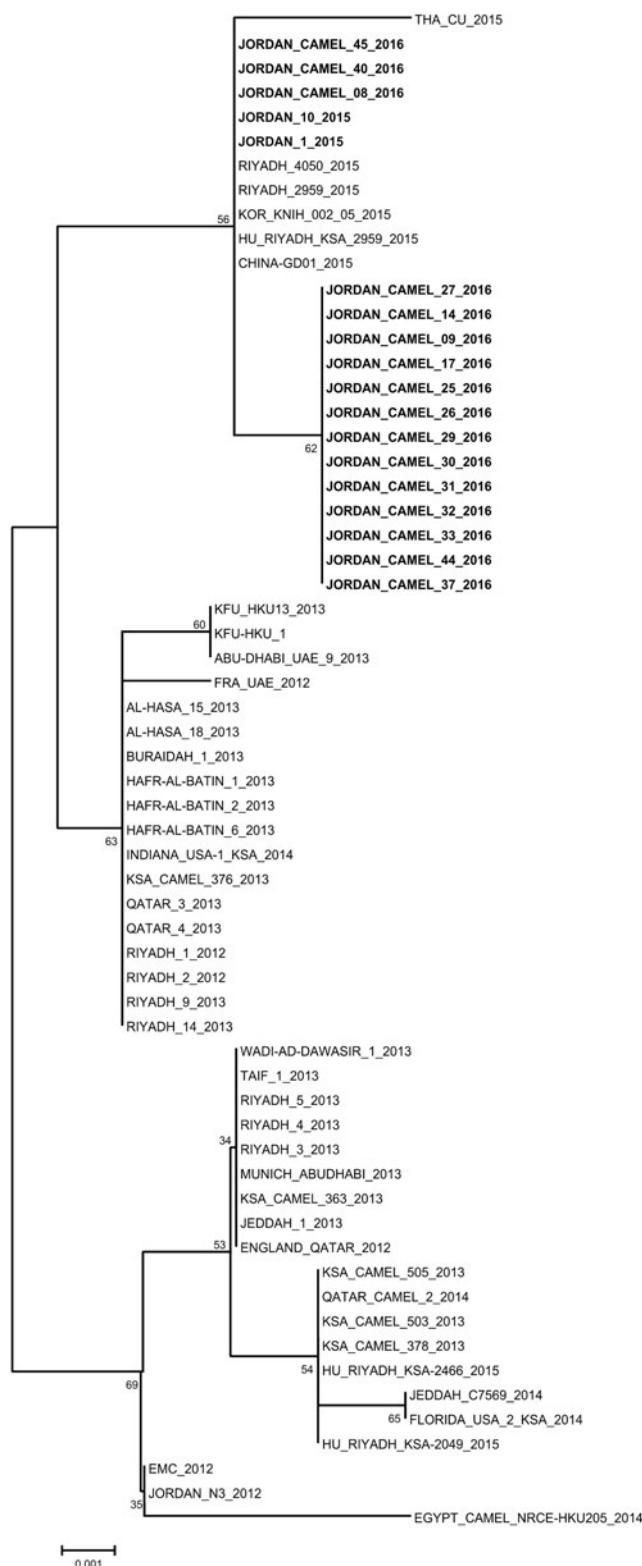 THA_CU_2015
JORDAN_CAMEL_45_2016
JORDAN_CAMEL_40_2016
JORDAN_CAMEL_08_2016
JORDAN_10_2015
JORDAN_1_2015
RIYADH_4050_2015
RIYADH_2959_2015
KOR_KNIH_002_05_2015
56
HU_RIYADH_KSA_2959_2015
CHINA-GD01_2015
JORDAN_CAMEL_27_2016
JORDAN_CAMEL_14_2016
JORDAN_CAMEL_09_2016
JORDAN_CAMEL_17_2016
JORDAN_CAMEL_25_2016
JORDAN_CAMEL_26_2016
JORDAN_CAMEL_29_2016
62
JORDAN_CAMEL_30_2016
JORDAN_CAMEL_31_2016
JORDAN_CAMEL_32_2016
JORDAN_CAMEL_33_2016
JORDAN_CAMEL_44_2016
JORDAN_CAMEL_37_2016
KFU_HKU13_2013
60
KFU-HKU_1
ABU-DHABI_UAE_9_2013
FRA_UAE_2012
AL-HASA_15_2013
AL-HASA_18_2013
BURAIDAH_1_2013
HAFR-AL-BATIN_1_2013
HAFR-AL-BATIN_2_2013
HAFR-AL-BATIN_6_2013
63
INDIANA_USA-1_KSA_2014
KSA_CAMEL_376_2013
QATAR_3_2013
QATAR_4_2013
RIYADH_1_2012
RIYADH_2_2012
RIYADH_9_2013
RIYADH_14_2013
WADI-AD-DAWASIR_1_2013
TAIF_1_2013
RIYADH_5_2013
RIYADH_4_2013
34
RIYADH_3_2013
MUNICH_ABUDHABI_2013
KSA_CAMEL_363_2013
JEDDAH_1_2013
53
ENGLAND_QATAR_2012
KSA_CAMEL_505_2013
QATAR_CAMEL_2_2014
KSA_CAMEL_503_2013
KSA_CAMEL_378_2013
54
HU_RIYADH_KSA-2466_2015
69
JEDDAH_C7569_2014
65
FLORIDA_USA_2_KSA_2014
HU_RIYADH_KSA-2049_2015
EMC_2012
JORDAN_N3_2012
35
EGYPT_CAMEL_NRCE-HKU205_2014
0.001